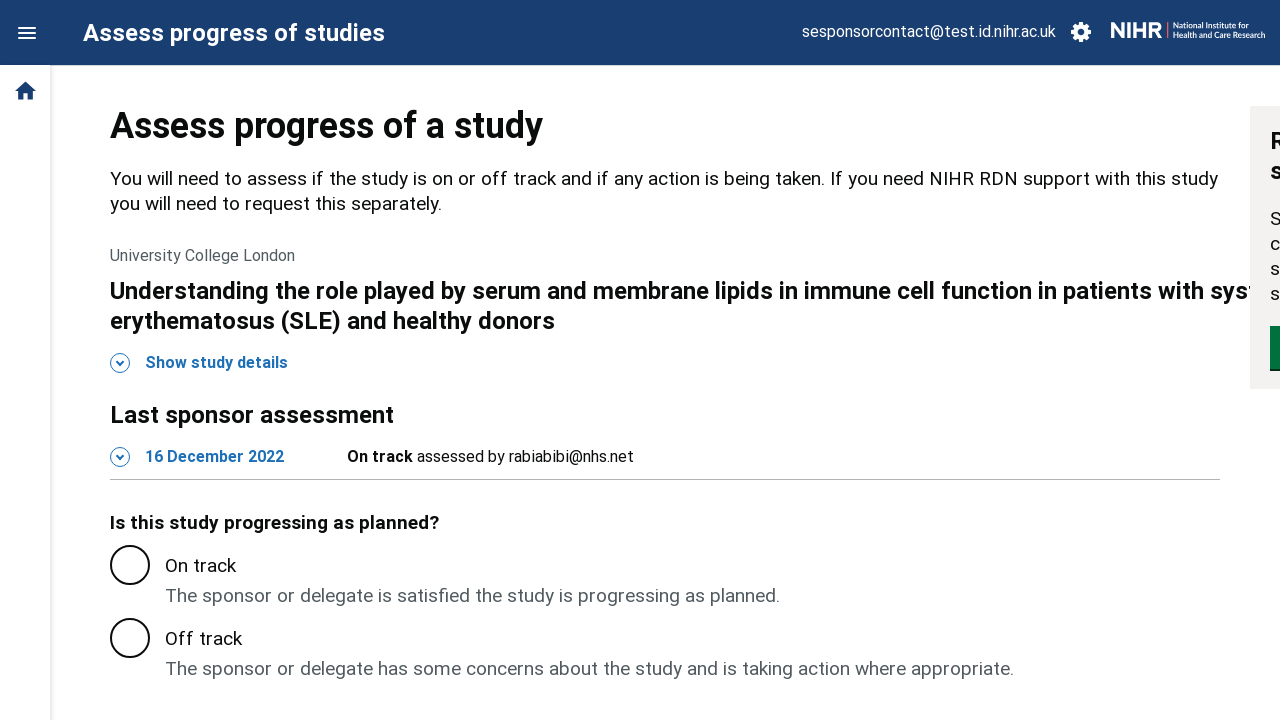 Assess progress of studies
sesponsorcontact@test.id.nihr.ac.uk
NIHR National Institute for
Health and Care Research
Assess progress of a study
You will need to assess if the study is on or off track and if any action is being taken. If you need NIHR RDN support with this study
you will need to request this separately.
University College London
Understanding the role played by serum and membrane lipids in immune cell function in patients with
erythematosus (SLE) and healthy donors
Show study details
Last sponsor assessment
16 December 2022 On track assessed by rabiabibi@nhs.net
Is this study progressing as planned?
On track
The sponsor or delegate is satisfied the study is progressing as planned.
Off track
The sponsor or delegate has some concerns about the study and is taking action where appropriate.